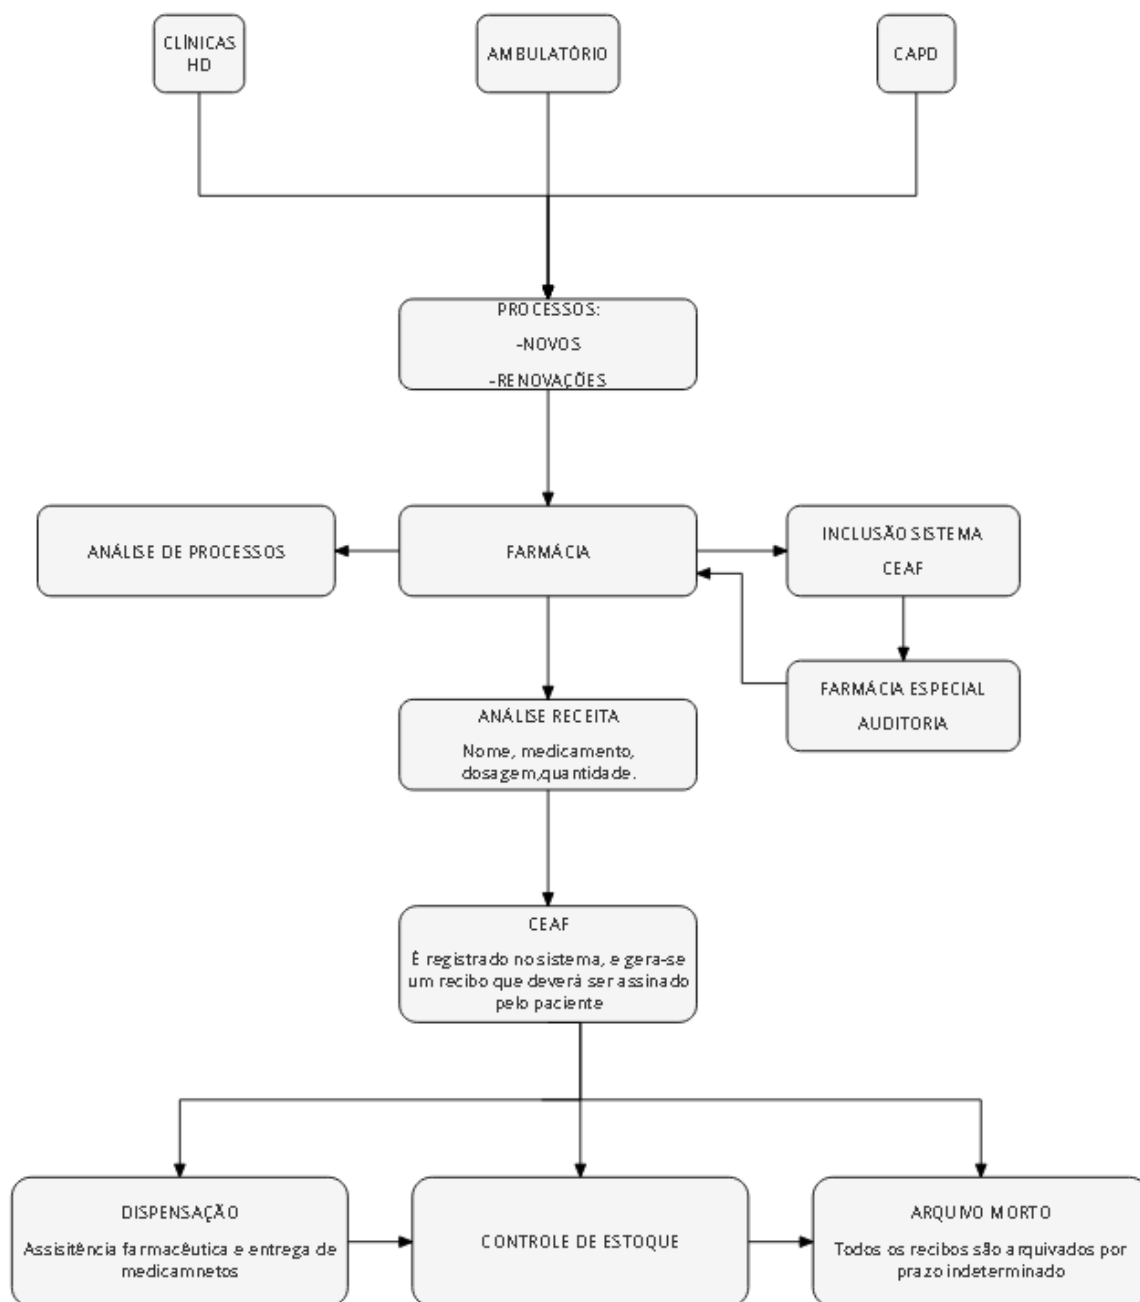 CLÍNICAS
HD
AMBULATÓRIO
CAPD
PROCESSOS:
-NOVOS
-RENOVAÇÕES
ANÁLISE DE PROCESSOS
FARMÁCIA
INCLUSÃO SISTEMA
CEAF
FARMÁCIA ESPECIAL
AUDITORIA
ANÁLISE RECEITA
Nome, medicamento,
dosagem,quantidade.
CEAF
É registrado no sistema, e gera-se
um recibo que deverá ser assinado
pelo paciente
DISPENSAÇÃO
Assisitência farmacêutica e entrega de
medicamnetos
CONTROLE DE ESTOQUE
ARQUIVO MORTO
Todos os recibos são arquivados por
prazo indeterminado